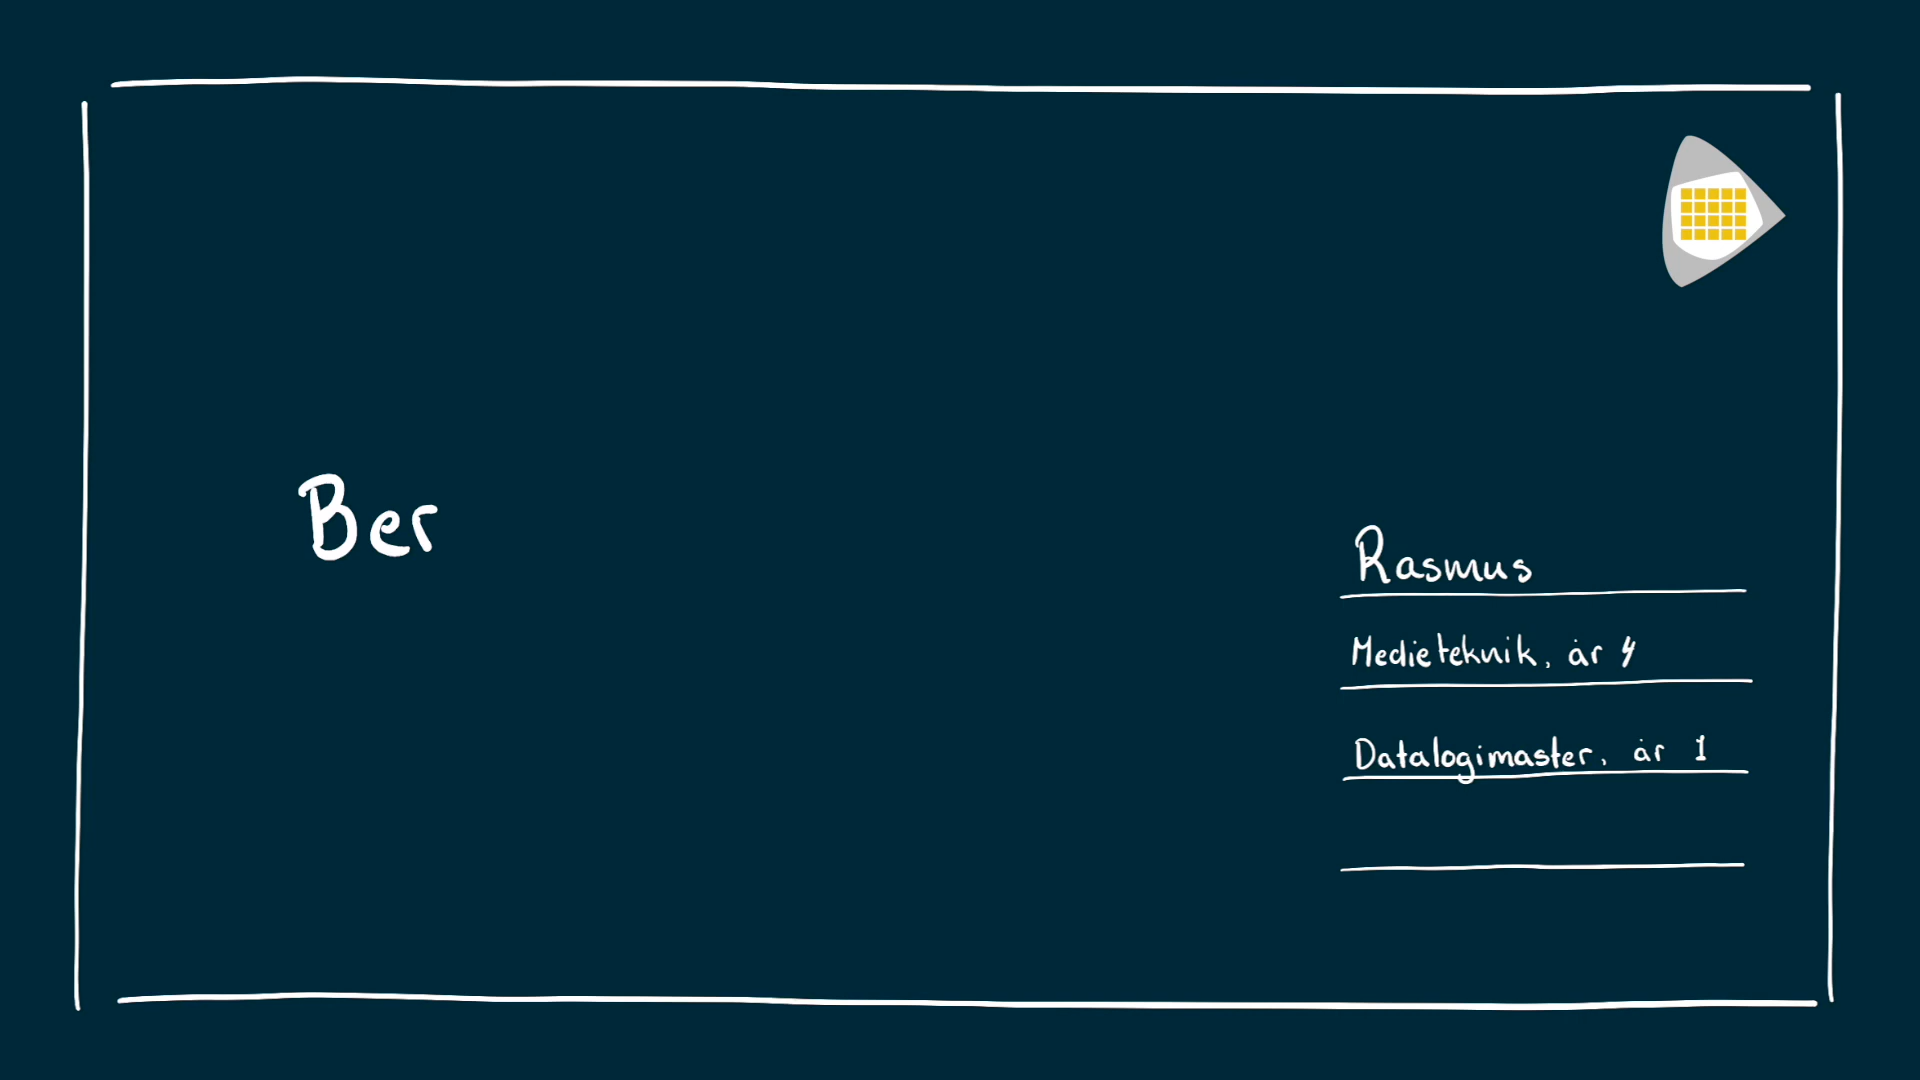 Ber
Rasmus
Medieteknik, år 4
Datalogimaster, år 1